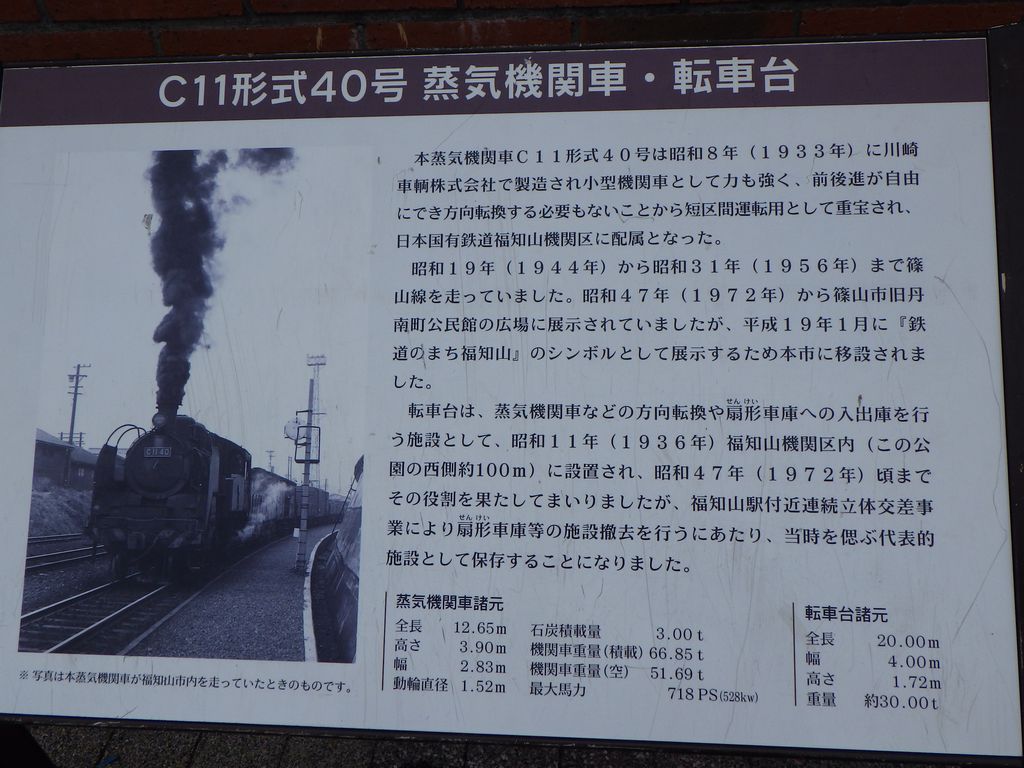 C11形式40号 蒸気機関車・転車台
本蒸気機関車C11形式40号は昭和8年(1933年)に川崎
車輌株式会社で製造され小型機関車として力も強く、前後進が自由
にでき方向転換する必要もないことから短区間運転用として重宝され、
日本国有鉄道福知山機関区に配属となった。
昭和19年(1944年)から昭和31年(1956年)まで篠
山線を走っていました。昭和47年(1972年)から篠山市旧丹
南町公民館の広場に展示されていましたが、平成19年1月に『鉄
道のまち福知山』のシンボルとして展示するため本市に移設されま
した。
転車台は、蒸気機関車などの方向転換や扇形車庫への入出庫を行
せんけい
う施設として、昭和11年(1936年)福知山機関区内(この公
園の西側約100m)に設置され、昭和47年(1972年)頃まで
その役割を果たしてまいりましたが、福知山駅付近連続立体交差事
業により扇形車庫等の施設撤去を行うにあたり、当時を偲ぶ代表的
せんけい
施設として保存することになりました。
C1140
※写真は本蒸気機関車が福知山市内を走っていたときのものです。
蒸気機関車諸元
全長 12.65m 石炭積載量 3.00t
高さ 3.90m 機関車重量(積載) 66.85t
幅 2.83m 機関車重量(空) 51.69t
動輪直径 1.52m 最大馬力 718PS(528kw)
転車台諸元
全長 20.00m
幅 4.00m
高さ 1.72m
重量 約30.00t